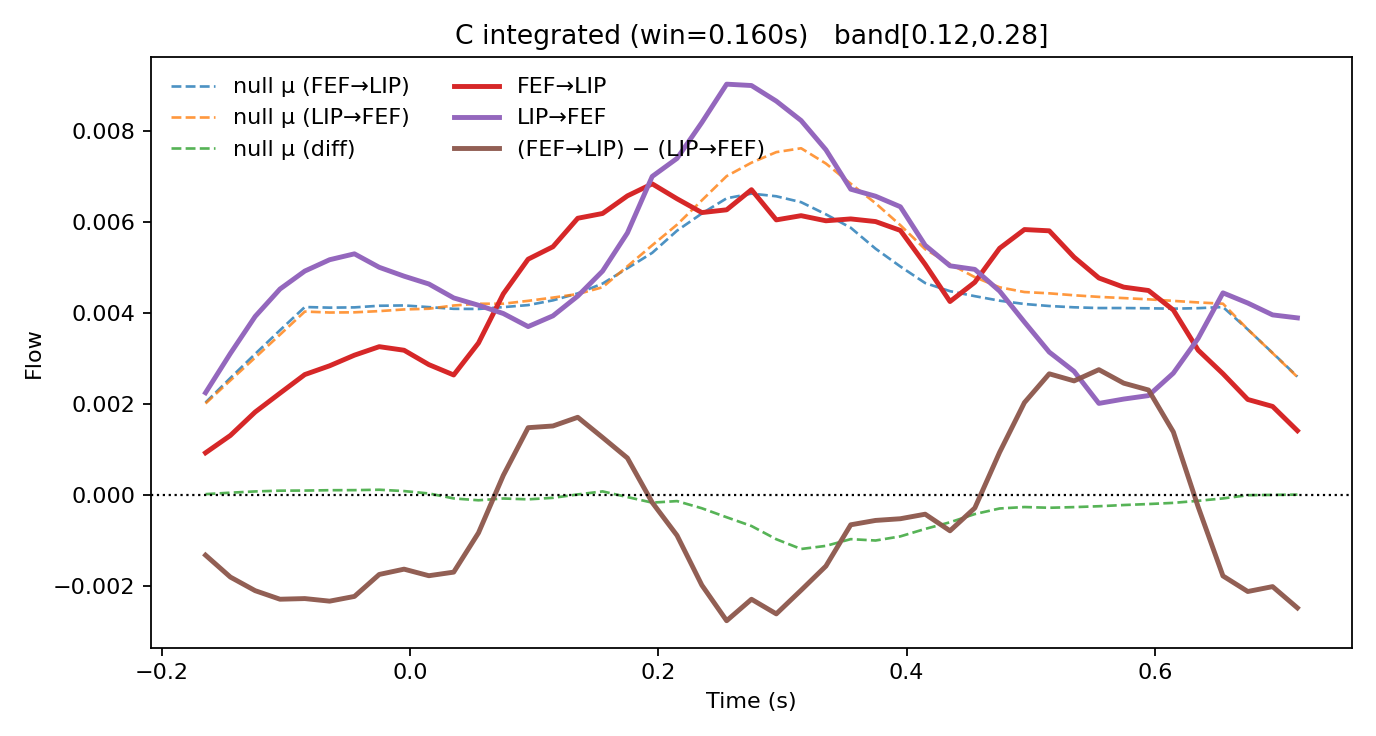 C integrated (win=0.160s)   band[0.12,0.28]
null μ (FEF→LIP)
null μ (LIP→FEF)
null μ (diff)
FEF→LIP
LIP→FEF
(FEF→LIP) − (LIP→FEF)
Flow
0.008
0.006
0.004
0.002
0.000
−0.002
−0.2
0.0
0.2
0.4
0.6
Time (s)